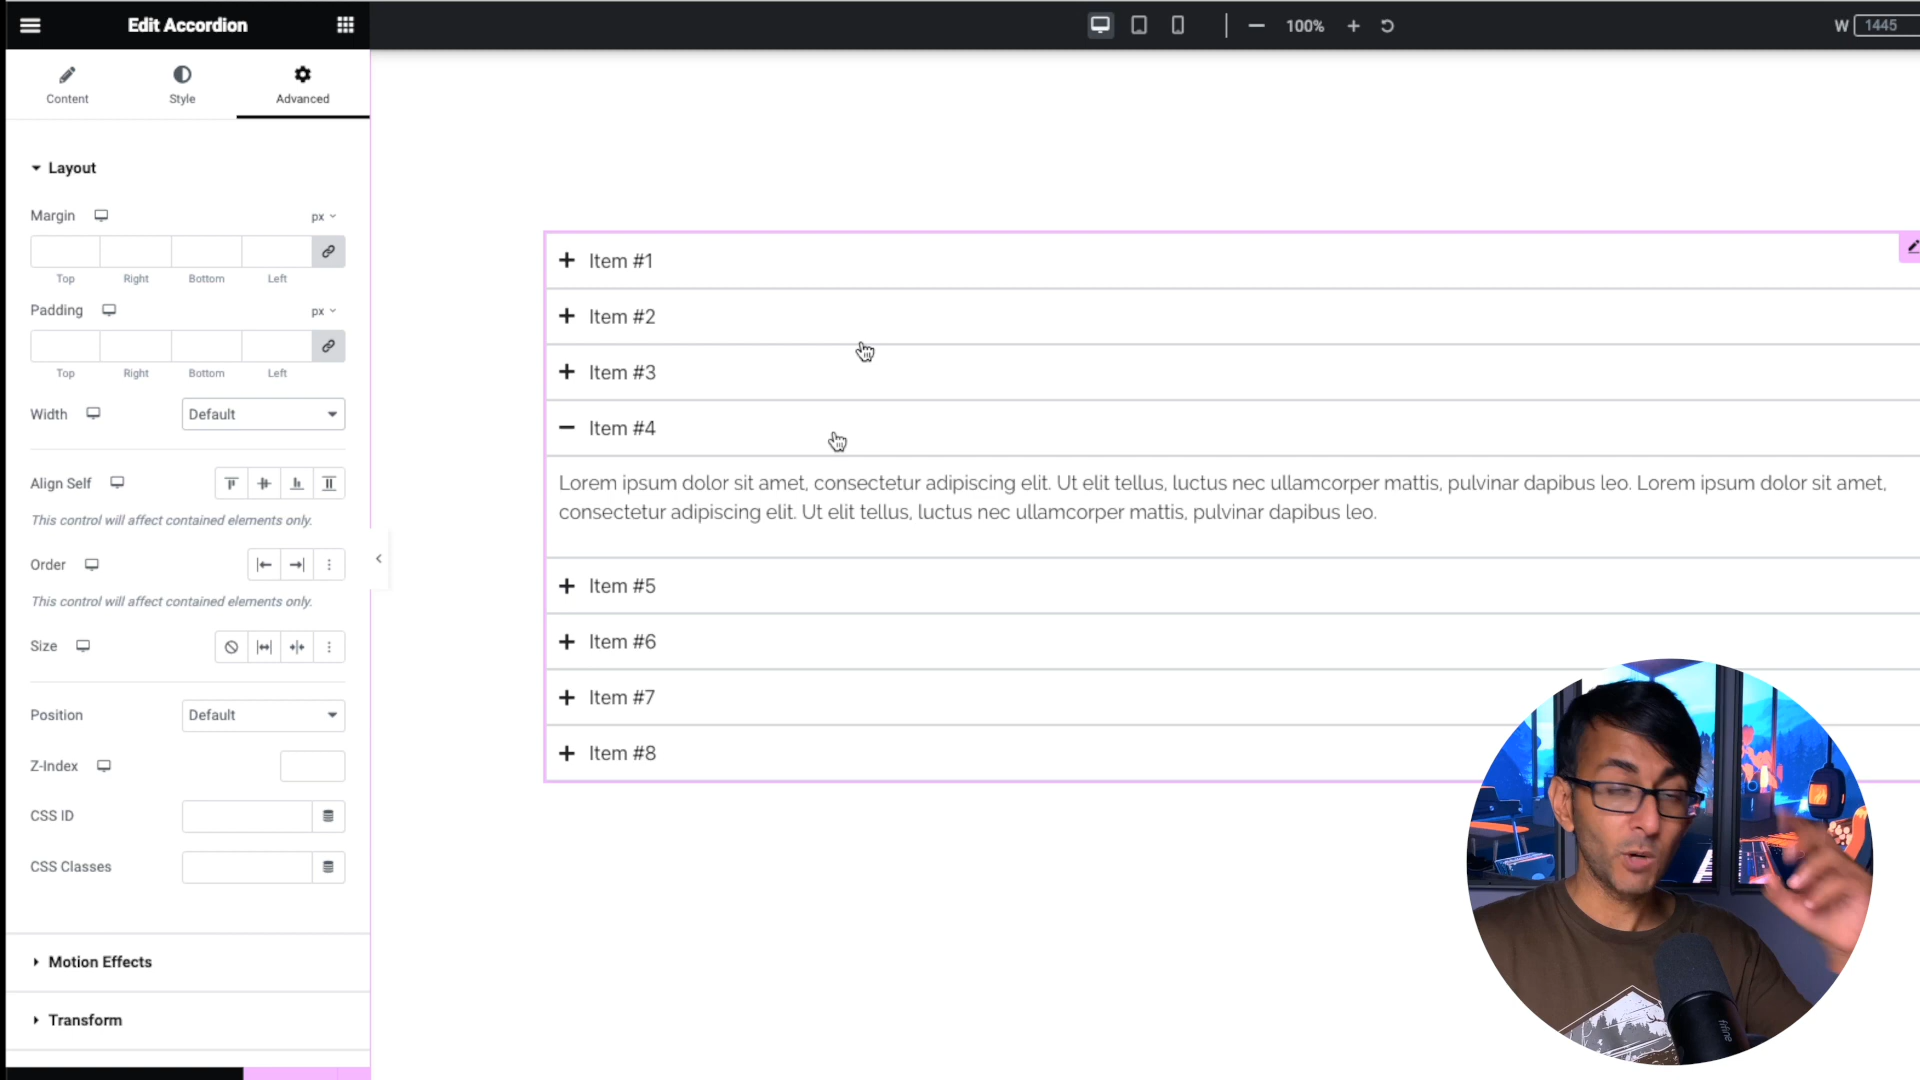 Edit Accordion
100%
W 1445
Content
Style
Advanced
Layout
Margin
px
Top Right Bottom Left
Padding
px
Top Right Bottom Left
Width
Default
Align Self
This control will affect contained elements only.
Order
This control will affect contained elements only.
Size
Position
Default
Z-Index
CSS ID
CSS Classes
Motion Effects
Transform
Item #1
Item #2
Item #3
Item #4
Lorem ipsum dolor sit amet, consectetur adipiscing elit. Ut elit tellus, luctus nec ullamcorper mattis, pulvinar dapibus leo. Lorem ipsum dolor sit amet,
consectetur adipiscing elit. Ut elit tellus, luctus nec ullamcorper mattis, pulvinar dapibus leo.
Item #5
Item #6
Item #7
Item #8
fifine